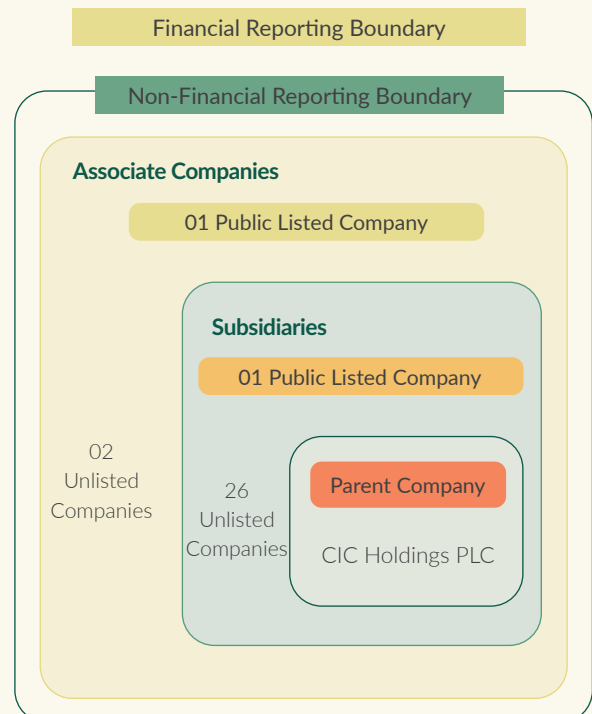 Financial Reporting Boundary
Non-Financial Reporting Boundary
Associate Companies
01 Public Listed Company
Subsidiaries
01 Public Listed Company
02
Unlisted
Companies
26
Unlisted
Companies
Parent Company
CIC Holdings PLC